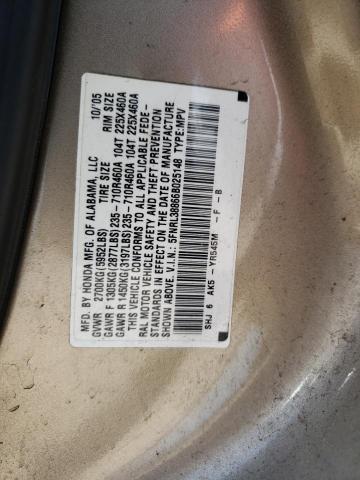 MFD. BY HONDA MFG. OF ALABAMA, LLC 10/05
TIRE SIZE RIM SIZE
GVWR 2700KG(5952LBS)
GAWR F 1305KG(2877LBS)235-710R460A 104T 225X460A
GAWR R 1450KG(3197LBS)235-710R460A 104T 225X460A
THIS VEHICLE CONFORMS TO ALL APPLICABLE FEDE-
RAL MOTOR VEHICLE SAFETY AND THEFT PREVENTION
STANDARDS IN EFFECT ON THE DATE OF MANUFACTURE
SHOWN ABOVE. V.I.N.: 5FNRL38866B025148 TYPE:MPV
SHJ 6 AK5 - YR545M - F - B